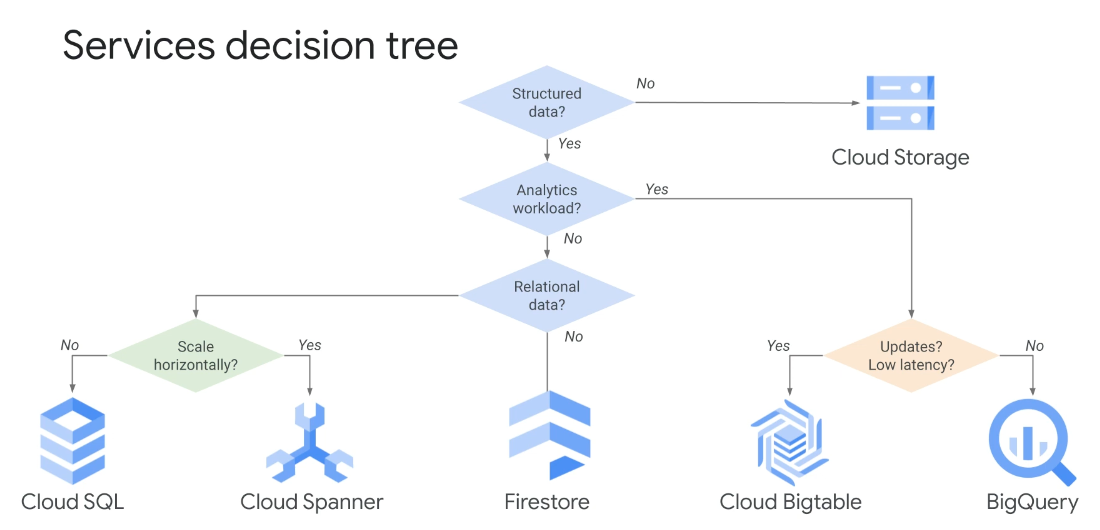 Services decision tree
Structured
data?
No
Cloud Storage
Yes
Analytics
workload?
Yes
No
Relational
data?
No
No
Scale
horizontally?
Yes
Yes
Updates?
Low latency?
No
Cloud SQL
Cloud Spanner
Firestore
Cloud Bigtable
BigQuery